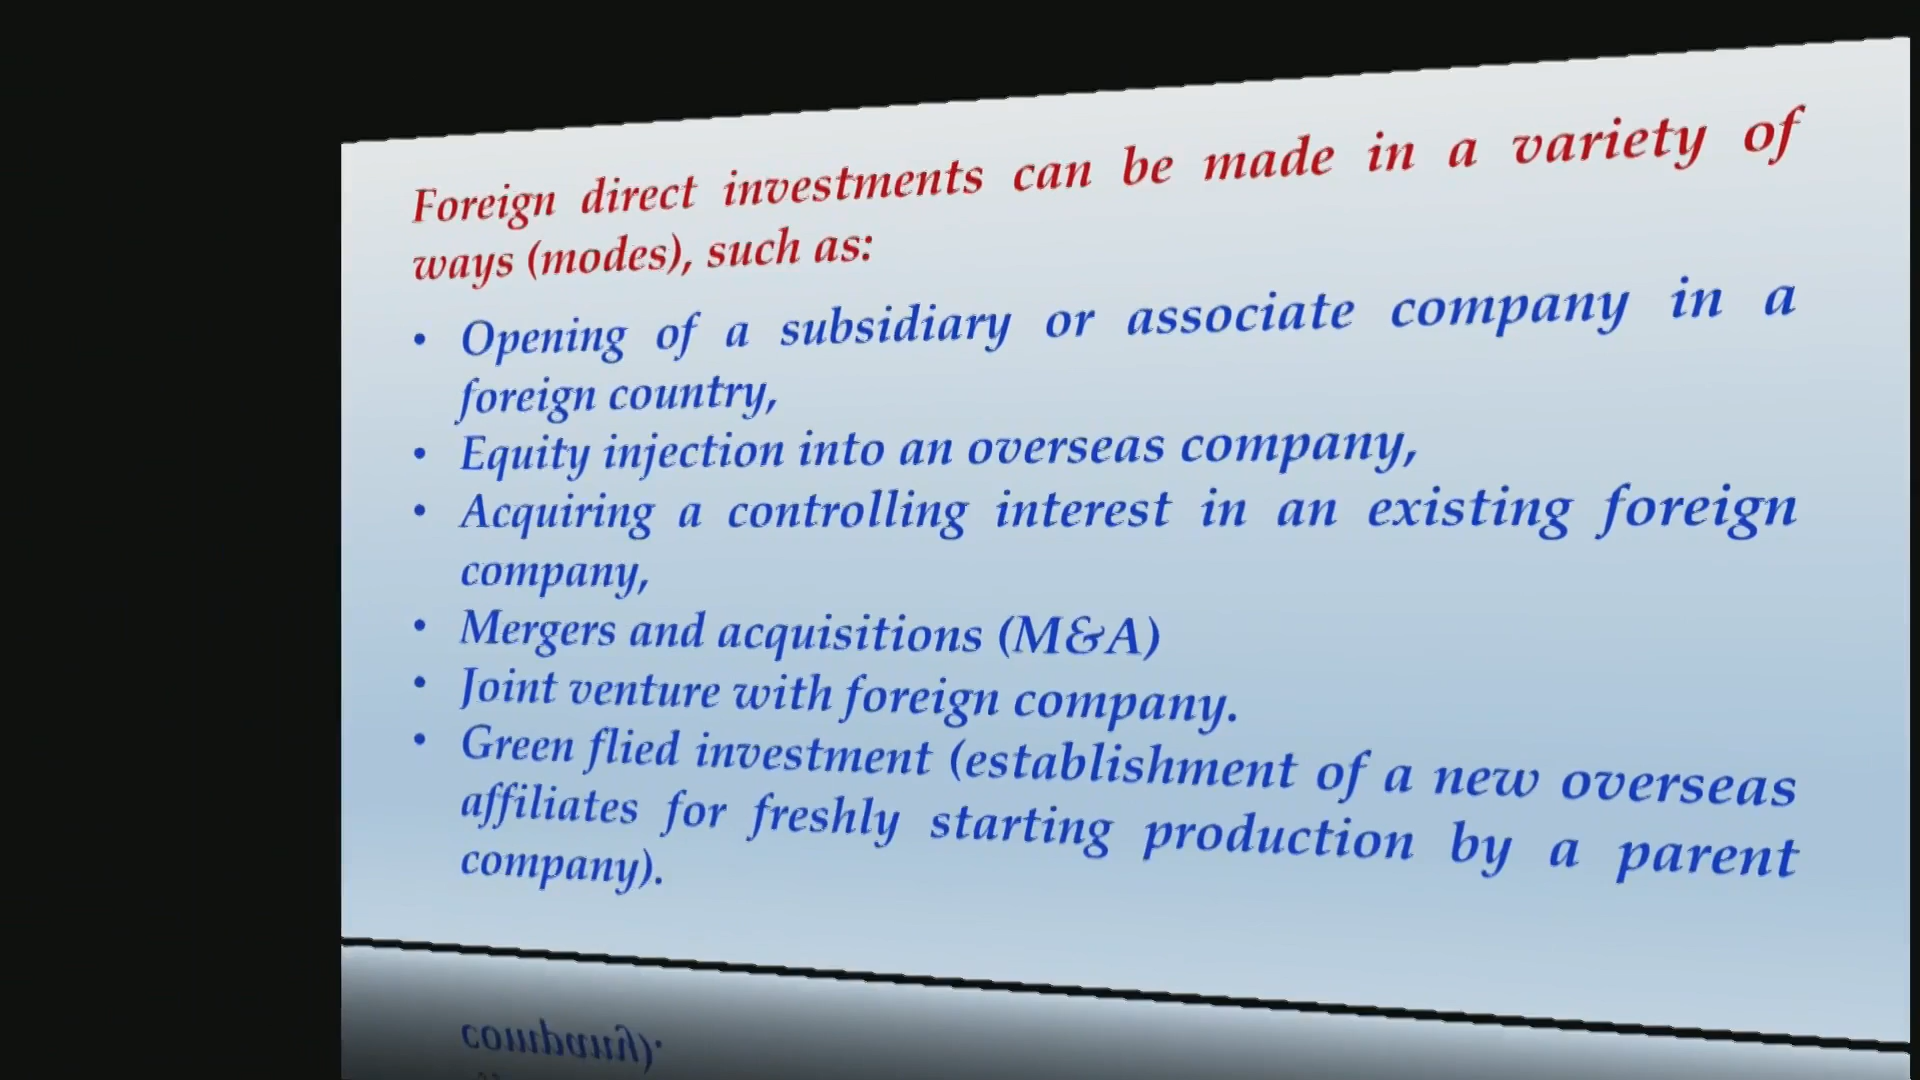 Foreign direct investments can be made in a variety of
ways (modes), such as:
• Opening of a subsidiary or associate company in a
foreign country,
• Equity injection into an overseas company,
• Acquiring a controlling interest in an existing foreign
company,
• Mergers and acquisitions (M&A)
• Joint venture with foreign company.
• Green flied investment (establishment of a new overseas
affiliates for freshly starting production by a parent
company).
company).